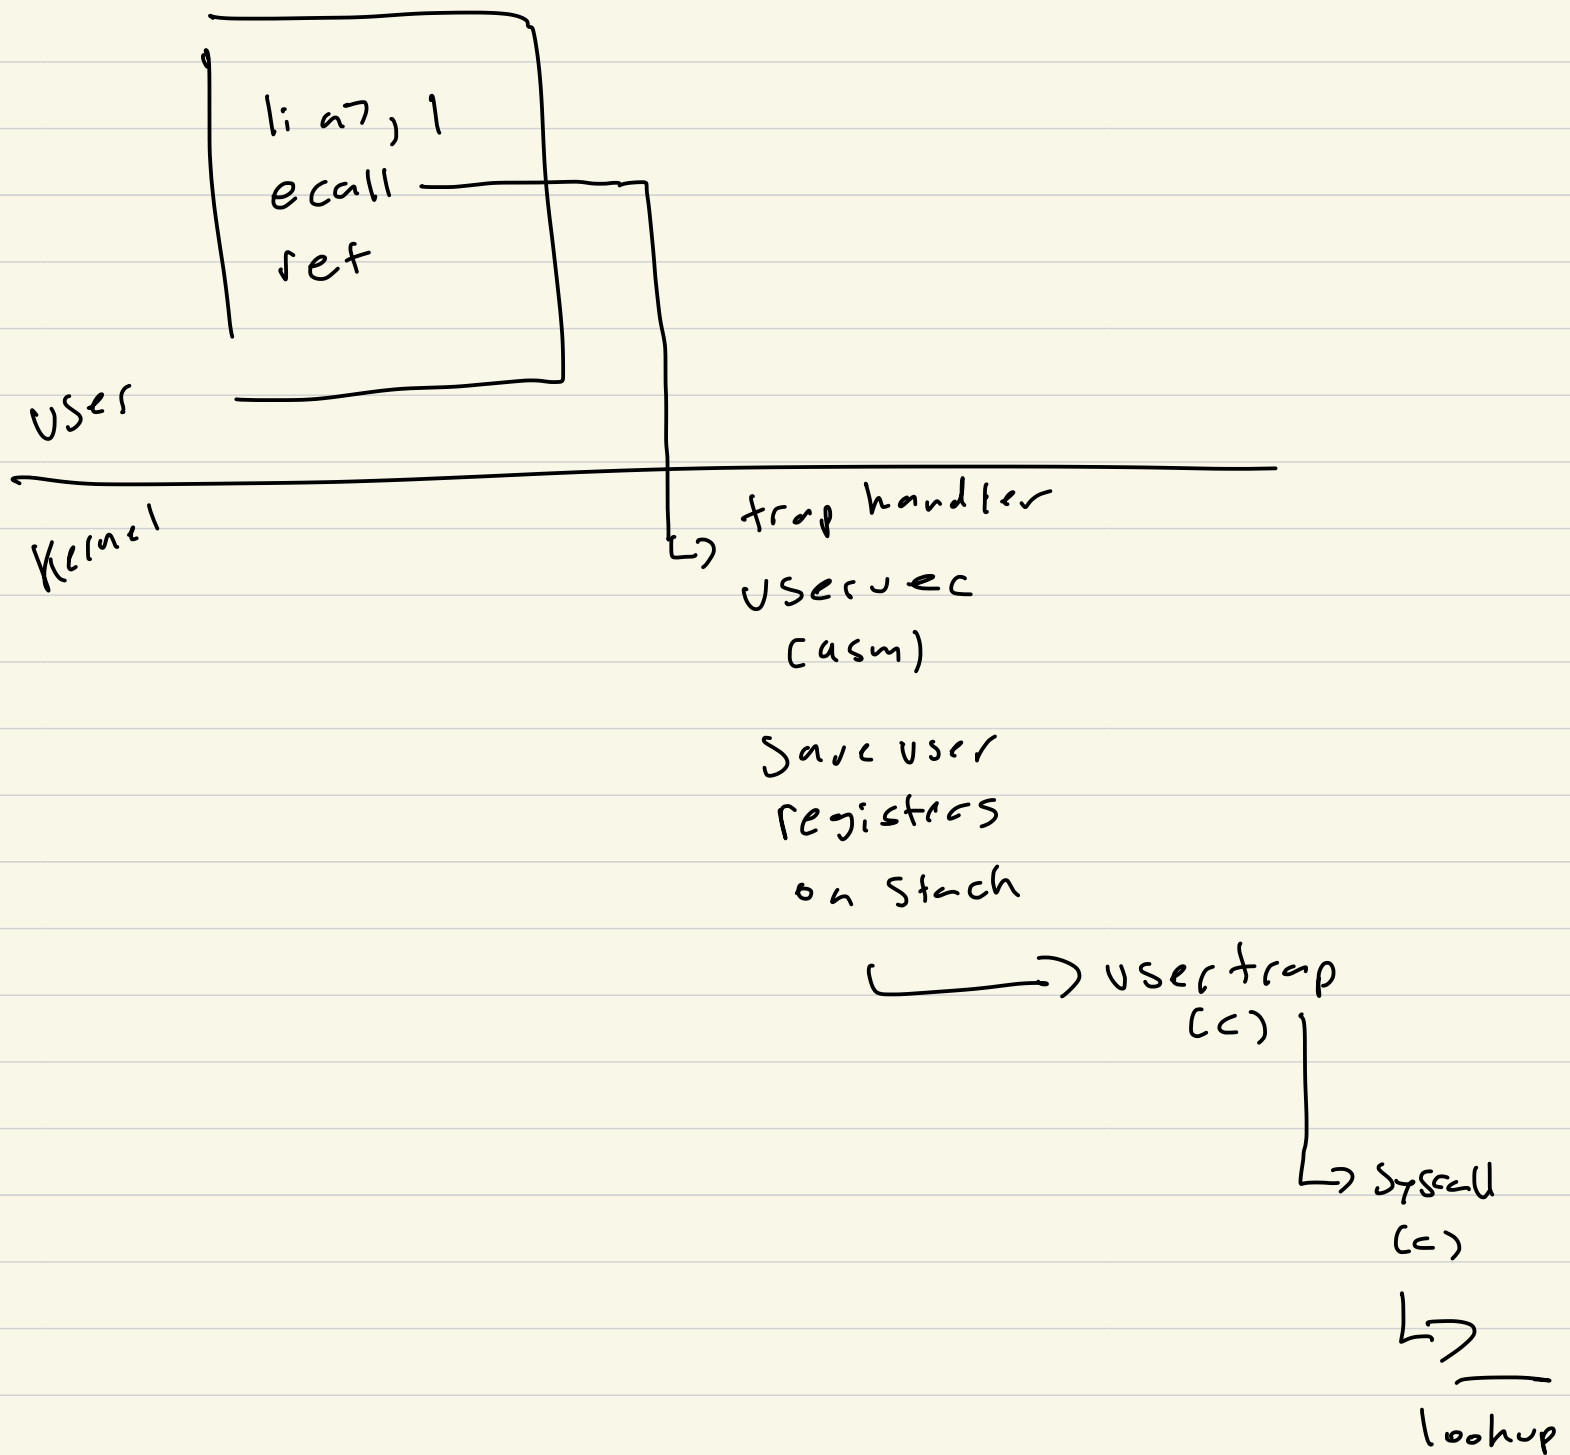 li a7, 1
ecall
ret
user
Kernel
trap handler
uservec
(asm)
Save user
registers
on stack
usertrap
(c)
syscall
(c)
lookup